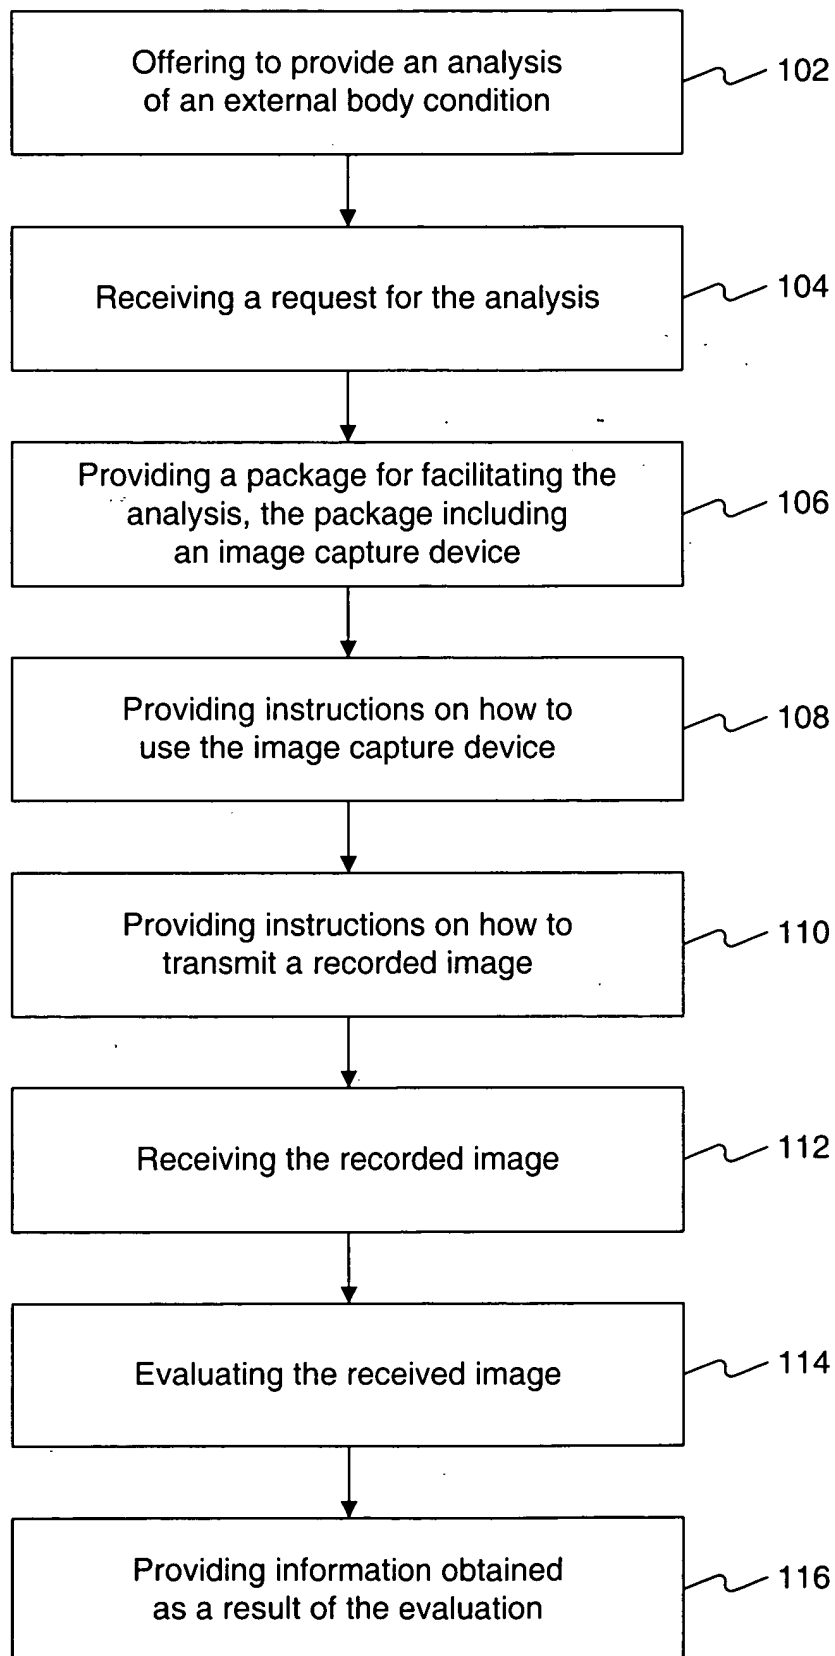 Offering to provide an analysis
of an external body condition
102
Receiving a request for the analysis
104
Providing a package for facilitating the
analysis, the package including
an image capture device
106
Providing instructions on how to
use the image capture device
108
Providing instructions on how to
transmit a recorded image
110
Receiving the recorded image
112
Evaluating the received image
114
Providing information obtained
as a result of the evaluation
116